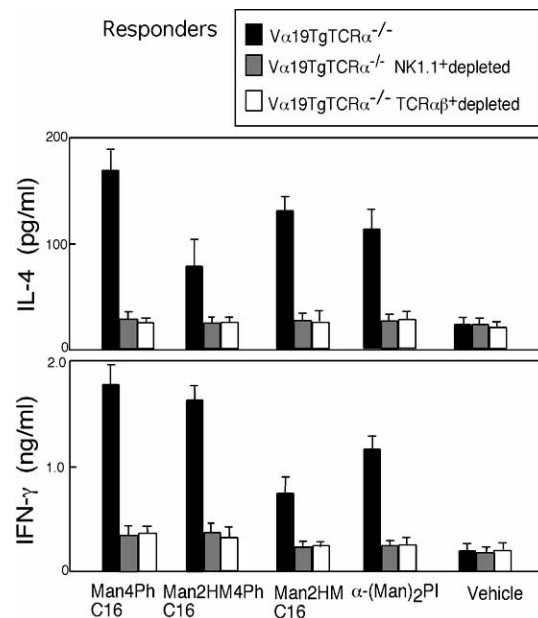 Responders
Vα19TgTCRα⁻/⁻
Vα19TgTCRα⁻/⁻ NK1.1⁺depleted
Vα19TgTCRα⁻/⁻ TCRαβ⁺depleted
200
100
0
IL-4 (pg/ml)
2.0
1.0
0
IFN-γ (ng/ml)
Man4Ph Man2HM4Ph Man2HM α-(Man)₂PI Vehicle
C16 C16 C16